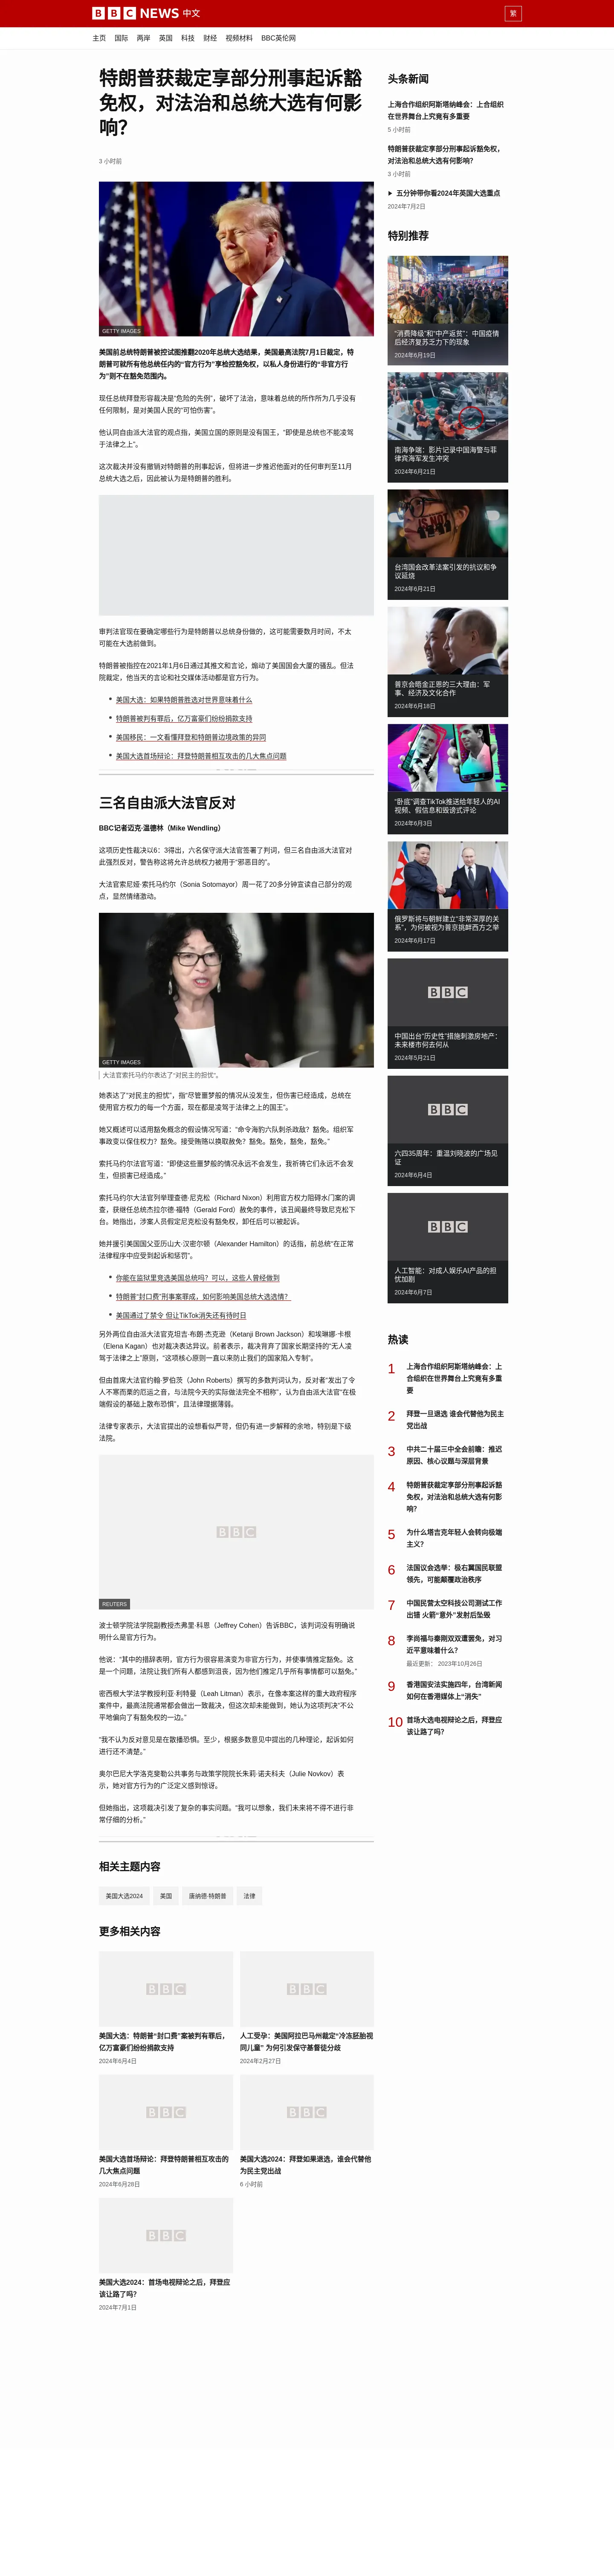 BBC NEWS 中文
繁
主页 国际 两岸 英国 科技 财经 视频材料 BBC英伦网
特朗普获裁定享部分刑事起诉豁
免权，对法治和总统大选有何影
响？
3 小时前
GETTY IMAGES
美国前总统特朗普被控试图推翻2020年总统大选结果，美国最高法院7月1日裁定，特
朗普可就所有他总统任内的“官方行为”享检控豁免权，以私人身份进行的“非官方行
为”则不在豁免范围内。
现任总统拜登形容裁决是“危险的先例”，破坏了法治，意味着总统的所作所为几乎没有
任何限制，是对美国人民的“可怕伤害”。
他认同自由派大法官的观点指，美国立国的原则是没有国王，“即使是总统也不能凌驾
于法律之上”。
这次裁决并没有撤销对特朗普的刑事起诉，但将进一步推迟他面对的任何审判至11月
总统大选之后，因此被认为是特朗普的胜利。
审判法官现在要确定哪些行为是特朗普以总统身份做的，这可能需要数月时间，不太
可能在大选前做到。
特朗普被指控在2021年1月6日通过其推文和言论，煽动了美国国会大厦的骚乱。但法
院裁定，他当天的言论和社交媒体活动都是官方行为。
美国大选：如果特朗普胜选对世界意味着什么
特朗普被判有罪后，亿万富豪们纷纷捐款支持
美国移民：一文看懂拜登和特朗普边境政策的异同
美国大选首场辩论：拜登特朗普相互攻击的几大焦点问题
三名自由派大法官反对
BBC记者迈克·温德林（Mike Wendling）
这项历史性裁决以6：3得出，六名保守派大法官签署了判词，但三名自由派大法官对
此强烈反对，警告称这将允许总统权力被用于“邪恶目的”。
大法官索尼娅·索托马约尔（Sonia Sotomayor）周一花了20多分钟宣读自己部分的观
点，显然情绪激动。
GETTY IMAGES
大法官索托马约尔表达了“对民主的担忧”。
她表达了“对民主的担忧”，指“尽管噩梦般的情况从没发生，但伤害已经造成，总统在
使用官方权力的每一个方面，现在都是凌驾于法律之上的国王”。
她又概述可以适用豁免概念的假设情况写道：“命令海豹六队刺杀政敌？豁免。组织军
事政变以保住权力？豁免。接受贿赂以换取赦免？豁免。豁免，豁免，豁免。”
索托马约尔法官写道：“即使这些噩梦般的情况永远不会发生，我祈祷它们永远不会发
生，但损害已经造成。”
索托马约尔大法官列举理查德·尼克松（Richard Nixon）利用官方权力阻碍水门案的调
查，获继任总统杰拉尔德·福特（Gerald Ford）赦免的事件，该丑闻最终导致尼克松下
台。她指出，涉案人员假定尼克松没有豁免权，卸任后可以被起诉。
她并援引美国国父亚历山大·汉密尔顿（Alexander Hamilton）的话指，前总统“在正常
法律程序中应受到起诉和惩罚”。
你能在监狱里竞选美国总统吗？可以，这些人曾经做到
特朗普“封口费”刑事案罪成，如何影响美国总统大选选情？
美国通过了禁令 但让TikTok消失还有待时日
另外两位自由派大法官克坦吉·布朗·杰克逊（Ketanji Brown Jackson）和埃琳娜·卡根
（Elena Kagan）也对裁决表达异议。前者表示，裁决背弃了国家长期坚持的“无人凌
驾于法律之上”原则，“这项核心原则一直以来防止我们的国家陷入专制”。
但由首席大法官约翰·罗伯茨（John Roberts）撰写的多数判词认为，反对者“发出了令
人不寒而栗的厄运之音，与法院今天的实际做法完全不相称”，认为自由派大法官“在极
端假设的基础上散布恐惧”，且法律理据薄弱。
法律专家表示，大法官提出的设想看似严苛，但仍有进一步解释的余地，特别是下级
法院。
BBC
REUTERS
波士顿学院法学院副教授杰弗里·科恩（Jeffrey Cohen）告诉BBC，该判词没有明确说
明什么是官方行为。
他说：“其中的措辞表明，官方行为很容易演变为非官方行为，并使事情推定豁免。这
是一个问题，法院让我们所有人都感到沮丧，因为他们推定几乎所有事情都可以豁免。”
密西根大学法学教授利亚·利特曼（Leah Litman）表示，在像本案这样的重大政府程序
案件中，最高法院通常都会做出一致裁决，但这次却未能做到，她认为这项判决“不公
平地偏向了有豁免权的一边。”
“我不认为反对意见是在散播恐惧。至少，根据多数意见中提出的几种理论，起诉如何
进行还不清楚。”
奥尔巴尼大学洛克斐勒公共事务与政策学院院长朱莉·诺夫科夫（Julie Novkov）表
示，她对官方行为的广泛定义感到惊讶。
但她指出，这项裁决引发了复杂的事实问题。“我可以想象，我们未来将不得不进行非
常仔细的分析。”
相关主题内容
美国大选2024 美国 唐纳德·特朗普 法律
更多相关内容
BBC
BBC
美国大选：特朗普“封口费”案被判有罪后，
亿万富豪们纷纷捐款支持
2024年6月4日
人工受孕：美国阿拉巴马州裁定“冷冻胚胎视
同儿童” 为何引发保守基督徒分歧
2024年2月27日
BBC
BBC
美国大选首场辩论：拜登特朗普相互攻击的
几大焦点问题
2024年6月28日
美国大选2024：拜登如果退选，谁会代替他
为民主党出战
6 小时前
BBC
美国大选2024：首场电视辩论之后，拜登应
该让路了吗？
2024年7月1日
头条新闻
上海合作组织阿斯塔纳峰会：上合组织
在世界舞台上究竟有多重要
5 小时前
特朗普获裁定享部分刑事起诉豁免权，
对法治和总统大选有何影响？
3 小时前
五分钟带你看2024年英国大选重点
2024年7月2日
特别推荐
“消费降级”和“中产返贫”：中国疫情
后经济复苏乏力下的现象
2024年6月19日
南海争端：影片记录中国海警与菲
律宾海军发生冲突
2024年6月21日
台湾国会改革法案引发的抗议和争
议延烧
2024年6月21日
普京会晤金正恩的三大理由：军
事、经济及文化合作
2024年6月18日
“卧底”调查TikTok推送给年轻人的AI
视频、假信息和毁谤式评论
2024年6月3日
俄罗斯将与朝鲜建立“非常深厚的关
系”，为何被视为普京挑衅西方之举
2024年6月17日
BBC
中国出台“历史性”措施刺激房地产：
未来楼市何去何从
2024年5月21日
BBC
六四35周年：重温刘晓波的广场见
证
2024年6月4日
BBC
人工智能：对成人娱乐AI产品的担
忧加剧
2024年6月7日
热读
1 上海合作组织阿斯塔纳峰会：上
合组织在世界舞台上究竟有多重
要
2 拜登一旦退选 谁会代替他为民主
党出战
3 中共二十届三中全会前瞻：推迟
原因、核心议题与深层背景
4 特朗普获裁定享部分刑事起诉豁
免权，对法治和总统大选有何影
响？
5 为什么塔吉克年轻人会转向极端
主义？
6 法国议会选举：极右翼国民联盟
领先，可能颠覆政治秩序
7 中国民营太空科技公司测试工作
出错 火箭“意外”发射后坠毁
8 李尚福与秦刚双双遭罢免，对习
近平意味着什么？
最近更新： 2023年10月26日
9 香港国安法实施四年，台湾新闻
如何在香港媒体上“消失”
10 首场大选电视辩论之后，拜登应
该让路了吗？